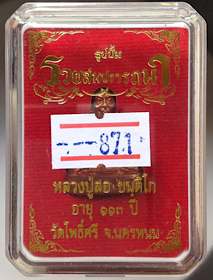 รูปปั้ม
รวยสมปรารถนา
---871
หลวงปู่สอ ขนฺติโก
อายุ ๑๑๓ ปี
วัดโพธิ์ศรี จ.นครพนม